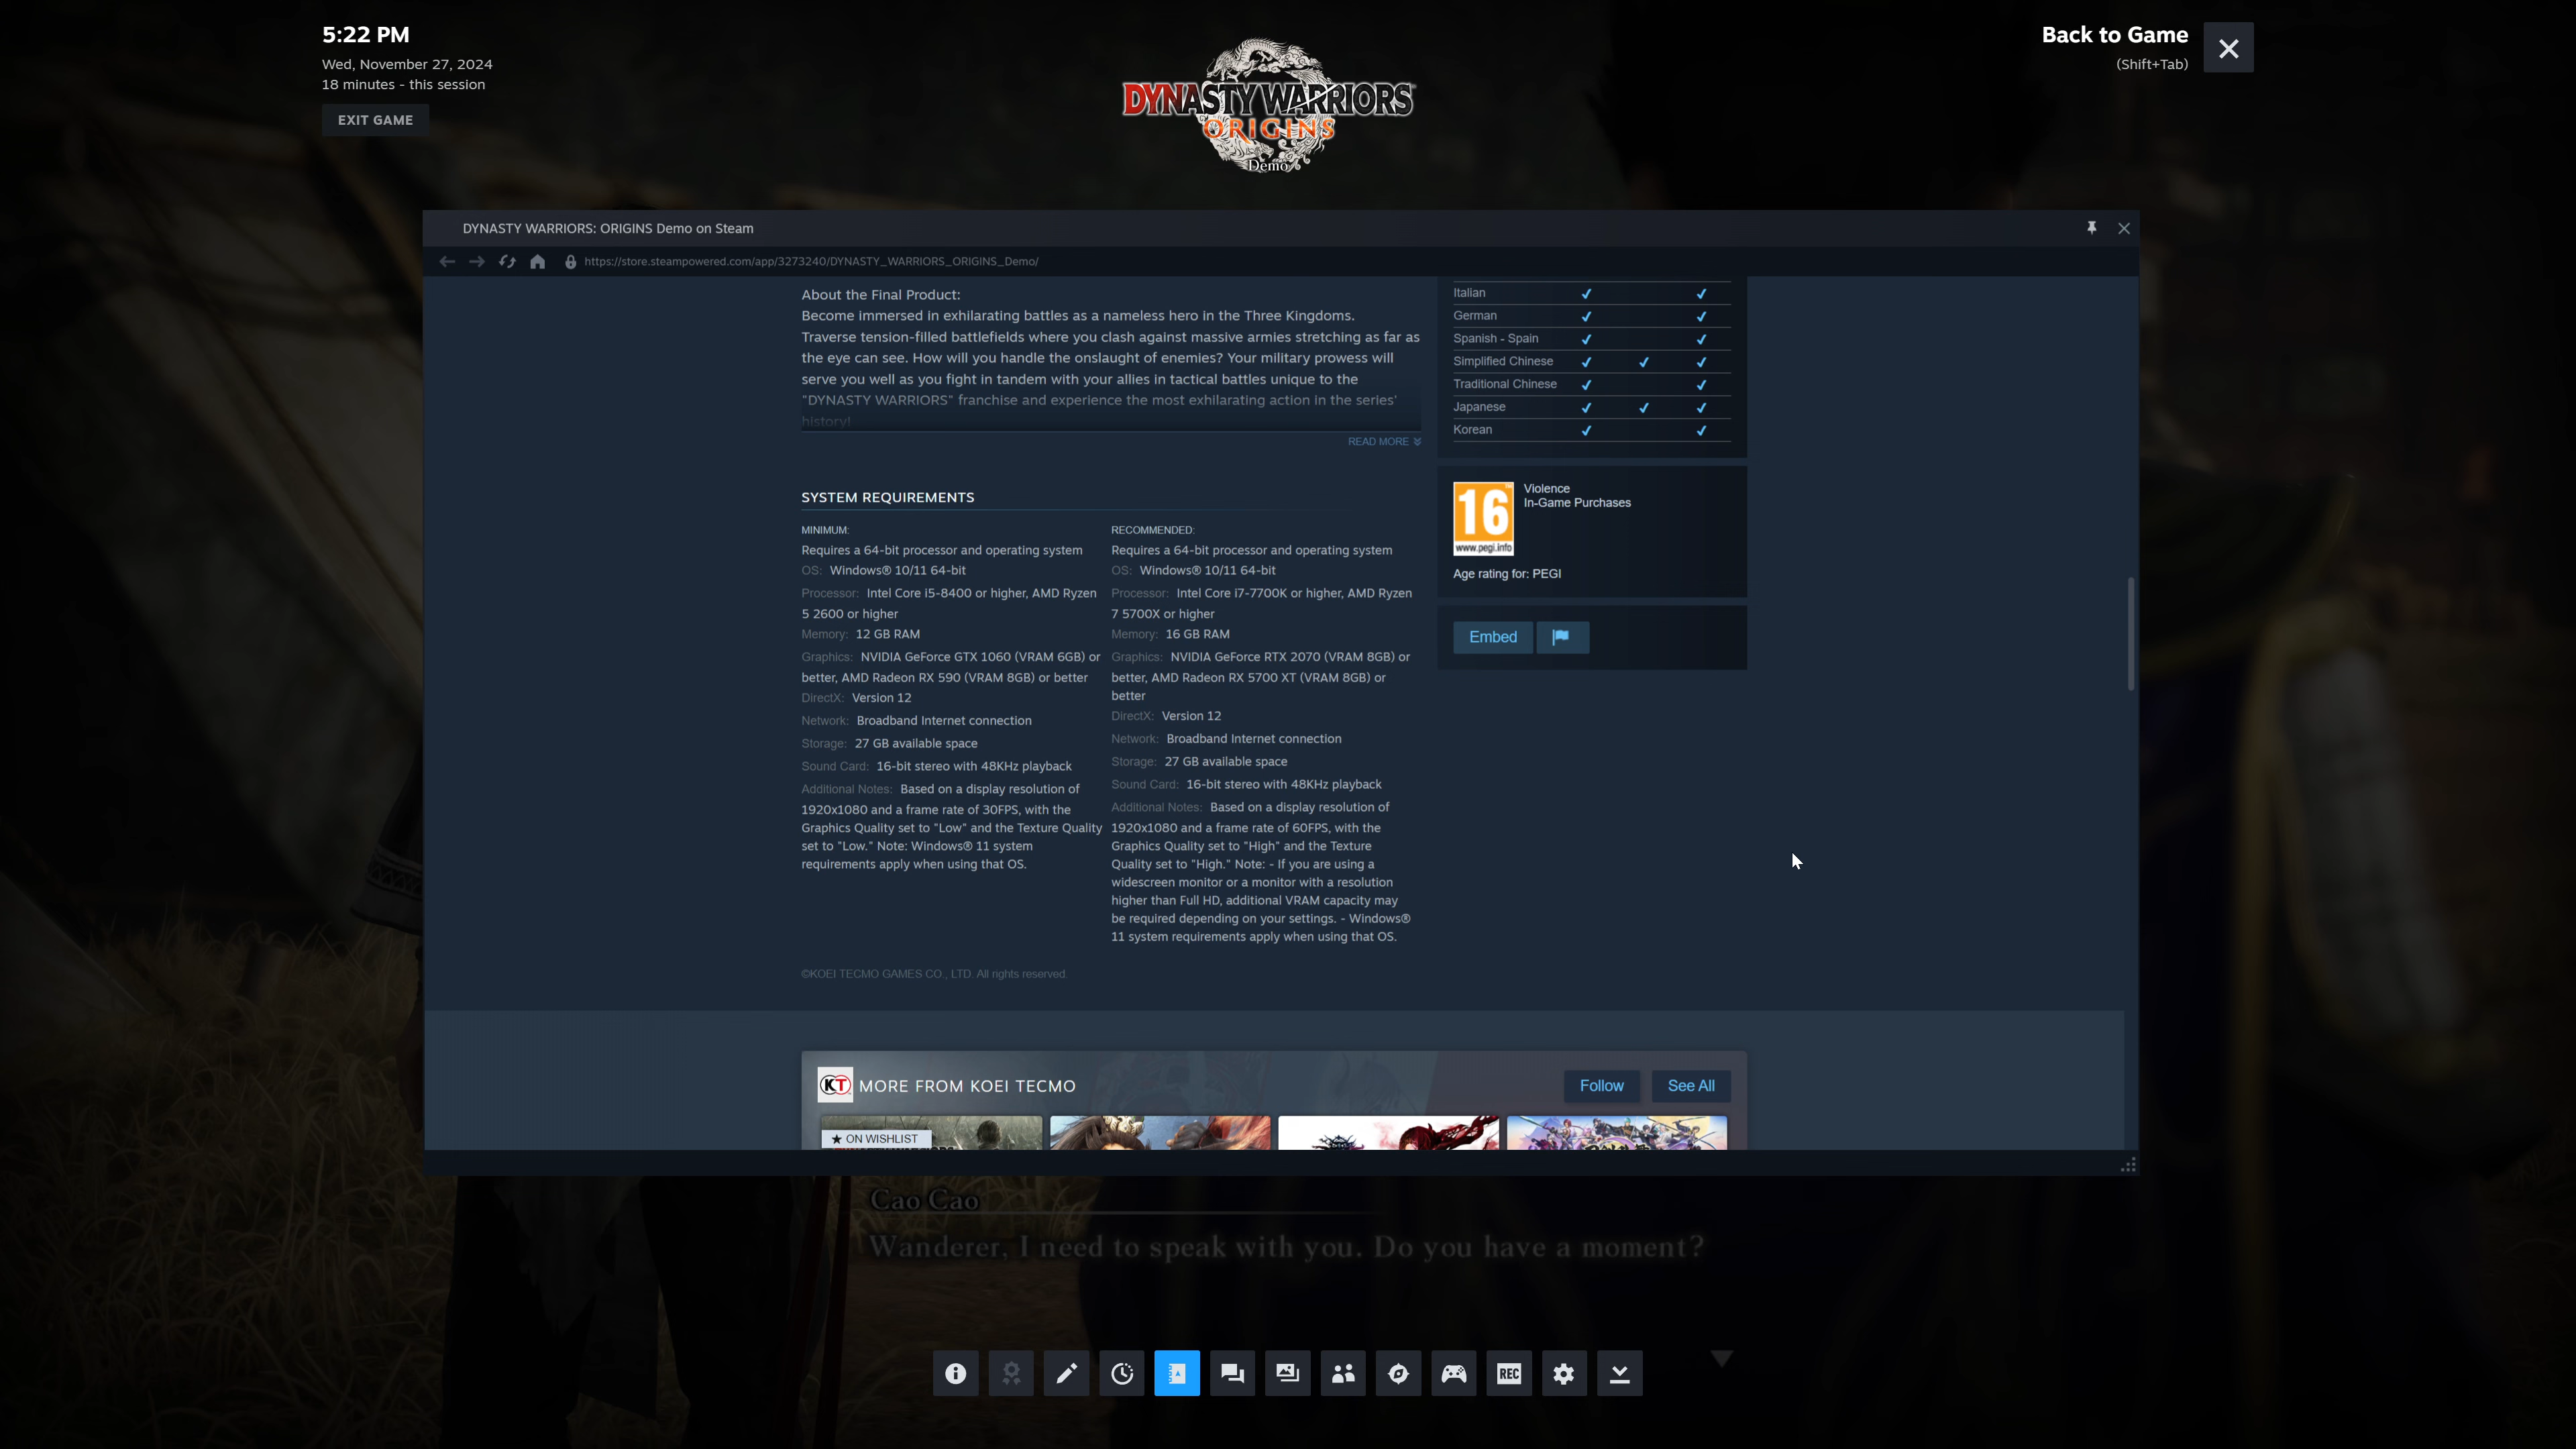 5:22 PM
Wed, November 27, 2024
18 minutes - this session
EXIT GAME
DYNASTY WARRIORS
ORIGINS
Demo
Back to Game
(Shift+Tab)
DYNASTY WARRIORS: ORIGINS Demo on Steam
https://store.steampowered.com/app/3273240/DYNASTY_WARRIORS_ORIGINS_Demo/
About the Final Product:
Become immersed in exhilarating battles as a nameless hero in the Three Kingdoms.
Traverse tension-filled battlefields where you clash against massive armies stretching as far as
the eye can see. How will you handle the onslaught of enemies? Your military prowess will
serve you well as you fight in tandem with your allies in tactical battles unique to the
"DYNASTY WARRIORS" franchise and experience the most exhilarating action in the series'
history!
READ MORE
SYSTEM REQUIREMENTS
MINIMUM:
Requires a 64-bit processor and operating system
OS: Windows® 10/11 64-bit
Processor: Intel Core i5-8400 or higher, AMD Ryzen
5 2600 or higher
Memory: 12 GB RAM
Graphics: NVIDIA GeForce GTX 1060 (VRAM 6GB) or
better, AMD Radeon RX 590 (VRAM 8GB) or better
DirectX: Version 12
Network: Broadband Internet connection
Storage: 27 GB available space
Sound Card: 16-bit stereo with 48KHz playback
Additional Notes: Based on a display resolution of
1920x1080 and a frame rate of 30FPS, with the
Graphics Quality set to "Low" and the Texture Quality
set to "Low." Note: Windows® 11 system
requirements apply when using that OS.
RECOMMENDED:
Requires a 64-bit processor and operating system
OS: Windows® 10/11 64-bit
Processor: Intel Core i7-7700K or higher, AMD Ryzen
7 5700X or higher
Memory: 16 GB RAM
Graphics: NVIDIA GeForce RTX 2070 (VRAM 8GB) or
better, AMD Radeon RX 5700 XT (VRAM 8GB) or
better
DirectX: Version 12
Network: Broadband Internet connection
Storage: 27 GB available space
Sound Card: 16-bit stereo with 48KHz playback
Additional Notes: Based on a display resolution of
1920x1080 and a frame rate of 60FPS, with the
Graphics Quality set to "High" and the Texture
Quality set to "High." Note: - If you are using a
widescreen monitor or a monitor with a resolution
higher than Full HD, additional VRAM capacity may
be required depending on your settings. - Windows®
11 system requirements apply when using that OS.
©KOEI TECMO GAMES CO., LTD. All rights reserved.
Italian ✓ ✓
German ✓ ✓
Spanish - Spain ✓ ✓
Simplified Chinese ✓ ✓ ✓
Traditional Chinese ✓ ✓
Japanese ✓ ✓ ✓
Korean ✓ ✓
16
www.pegi.info
Violence
In-Game Purchases
Age rating for: PEGI
Embed
KT
MORE FROM KOEI TECMO
Follow
See All
★ ON WISHLIST
Cao Cao
Wanderer, I need to speak with you. Do you have a moment?
REC